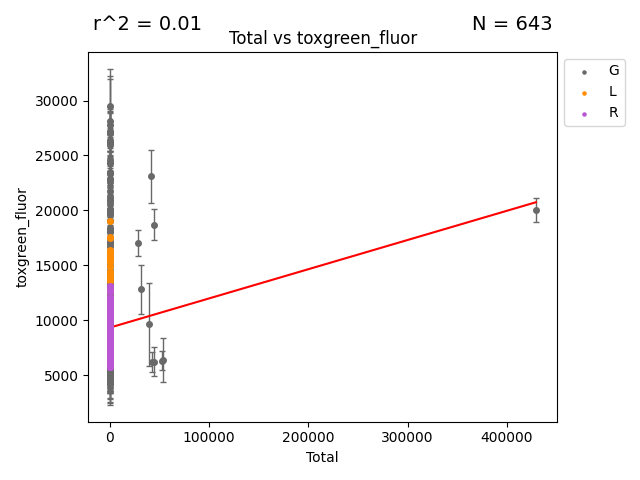 r^2 = 0.01
N = 643
Total vs toxgreen_fluor
G
L
R
30000
25000
20000
15000
10000
5000
toxgreen_fluor
0
100000
200000
300000
400000
Total